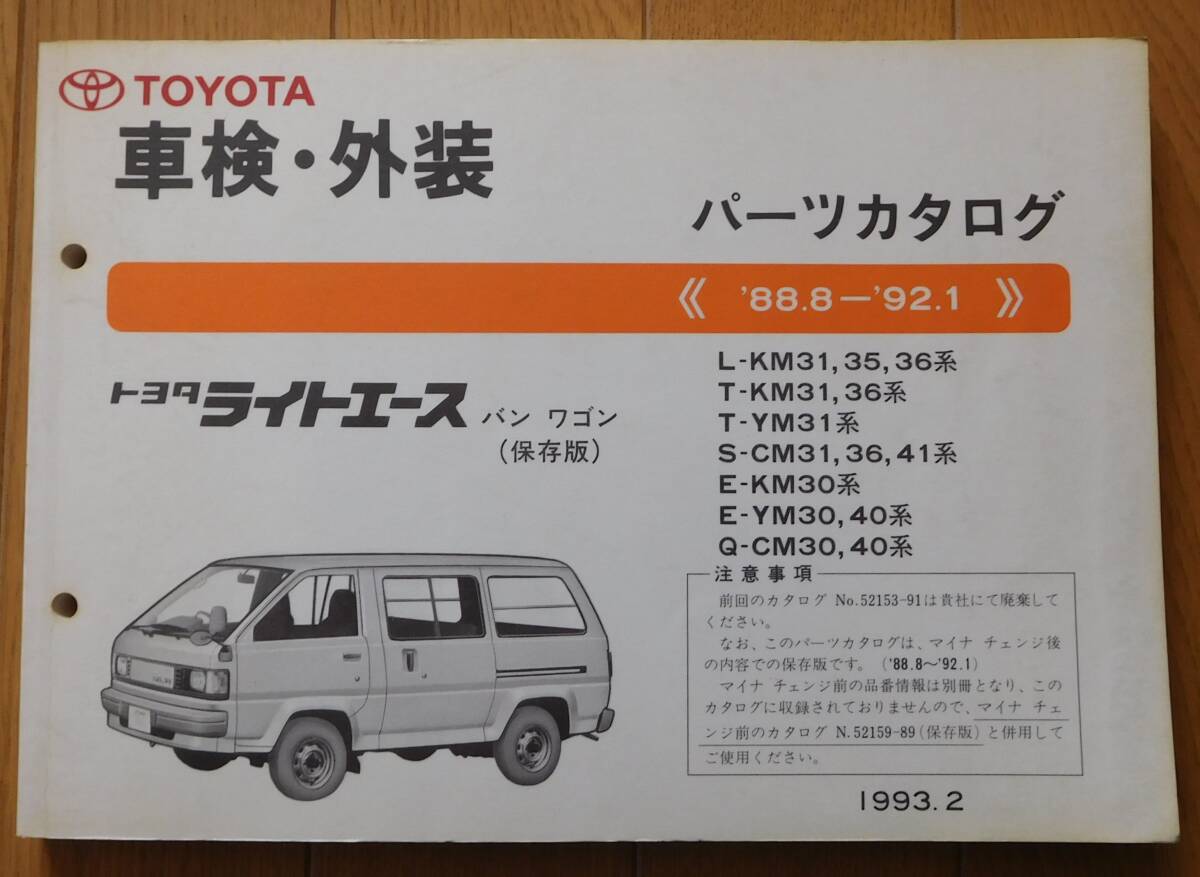 TOYOTA
車検・外装
パーツカタログ
《 '88.8—'92.1 》
トヨタ ライトエース バン ワゴン
(保存版)
L-KM31,35,36系
T-KM31,36系
T-YM31系
S-CM31,36,41系
E-KM30系
E-YM30,40系
Q-CM30,40系
注意事項
前回のカタログ No.52153-91は貴社にて廃棄して
ください。
なお、このパーツカタログは、マイナ チェンジ後
の内容での保存版です。('88.8〜'92.1)
マイナ チェンジ前の品番情報は別冊となり、この
カタログに収録されておりませんので、マイナ チェ
ンジ前のカタログ N.52159-89(保存版)と併用して
ご使用ください。
1993.2